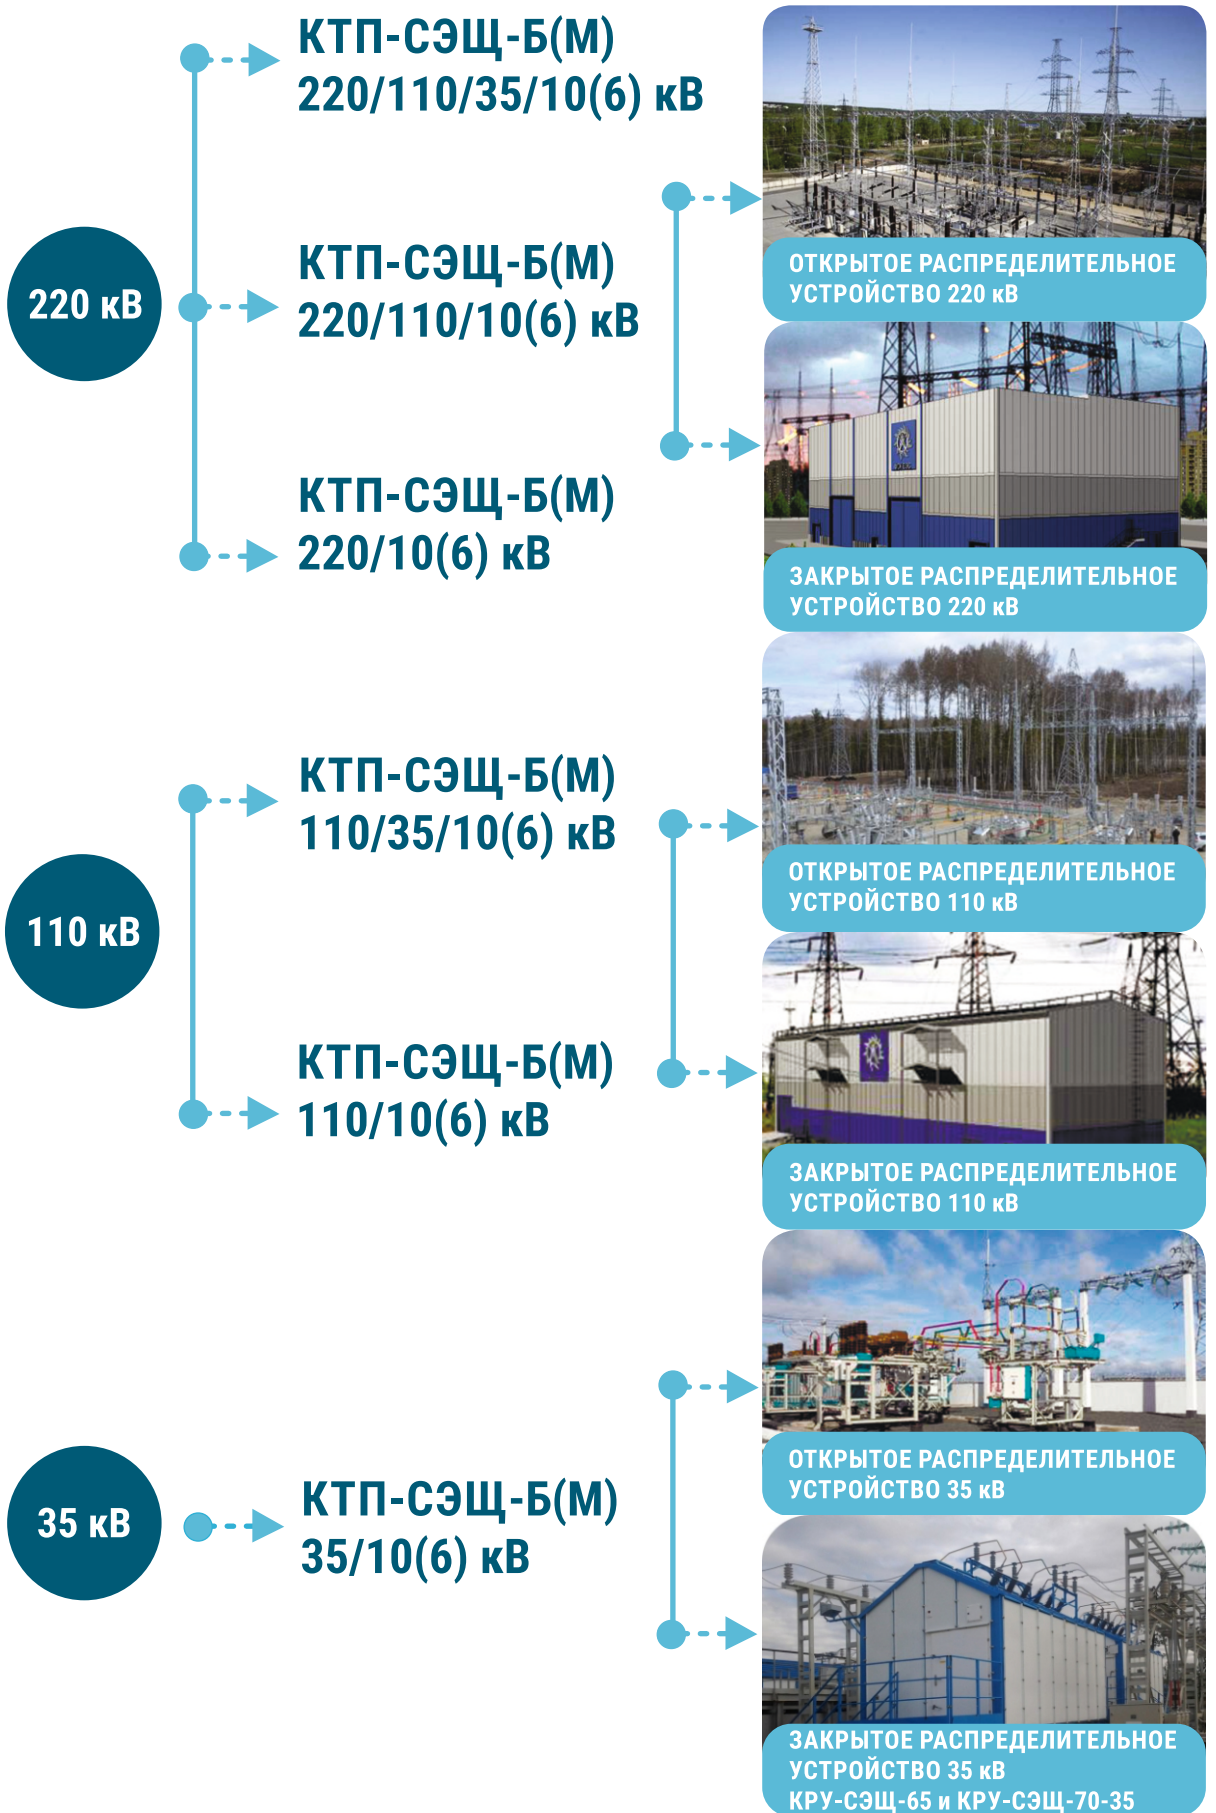 220 кВ
КТП-СЭЩ-Б(М)
220/110/35/10(6) кВ
КТП-СЭЩ-Б(М)
220/110/10(6) кВ
КТП-СЭЩ-Б(М)
220/10(6) кВ
ОТКРЫТОЕ РАСПРЕДЕЛИТЕЛЬНОЕ
УСТРОЙСТВО 220 кВ
ЗАКРЫТОЕ РАСПРЕДЕЛИТЕЛЬНОЕ
УСТРОЙСТВО 220 кВ
110 кВ
КТП-СЭЩ-Б(М)
110/35/10(6) кВ
КТП-СЭЩ-Б(М)
110/10(6) кВ
ОТКРЫТОЕ РАСПРЕДЕЛИТЕЛЬНОЕ
УСТРОЙСТВО 110 кВ
ЗАКРЫТОЕ РАСПРЕДЕЛИТЕЛЬНОЕ
УСТРОЙСТВО 110 кВ
35 кВ
КТП-СЭЩ-Б(М)
35/10(6) кВ
ОТКРЫТОЕ РАСПРЕДЕЛИТЕЛЬНОЕ
УСТРОЙСТВО 35 кВ
ЗАКРЫТОЕ РАСПРЕДЕЛИТЕЛЬНОЕ
УСТРОЙСТВО 35 кВ
КРУ-СЭЩ-65 и КРУ-СЭЩ-70-35